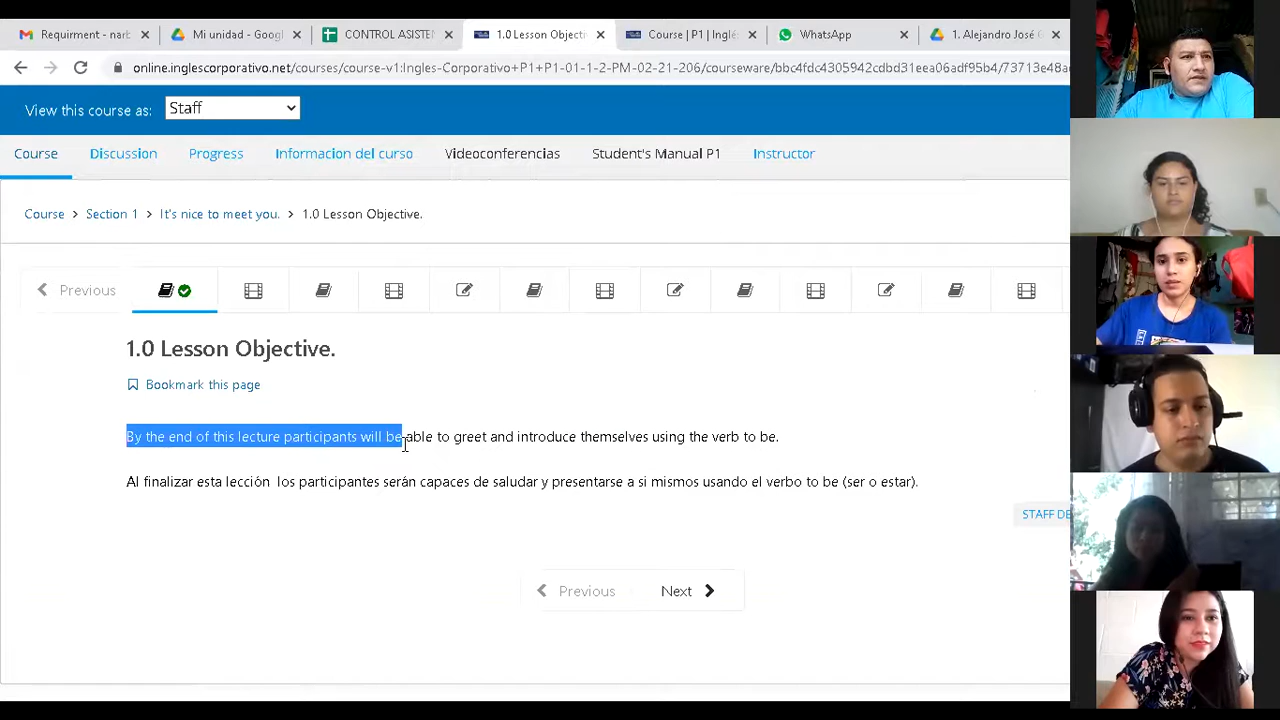 Requirment - narb
Mi unidad - Googl
CONTROL ASISTEN
1.0 Lesson Objecti
Course | P1 | Inglé
WhatsApp
1. Alejandro José G
online.inglescorporativo.net/courses/course-v1:Ingles-Corporativo+P1+P1-01-1-2-PM-02-21-206/courseware/bbc4fdc4305942cdbd31eea06adf95b4/73713e48ac
View this course as:
Staff
Course
Discussion
Progress
Informacion del curso
Videoconferencias
Student's Manual P1
Instructor
Course > Section 1 > It's nice to meet you. > 1.0 Lesson Objective.
Previous
1.0 Lesson Objective.
Bookmark this page
By the end of this lecture participants will be able to greet and introduce themselves using the verb to be.
Al finalizar esta lección los participantes serán capaces de saludar y presentarse a si mismos usando el verbo to be (ser o estar).
STAFF DE
Previous
Next